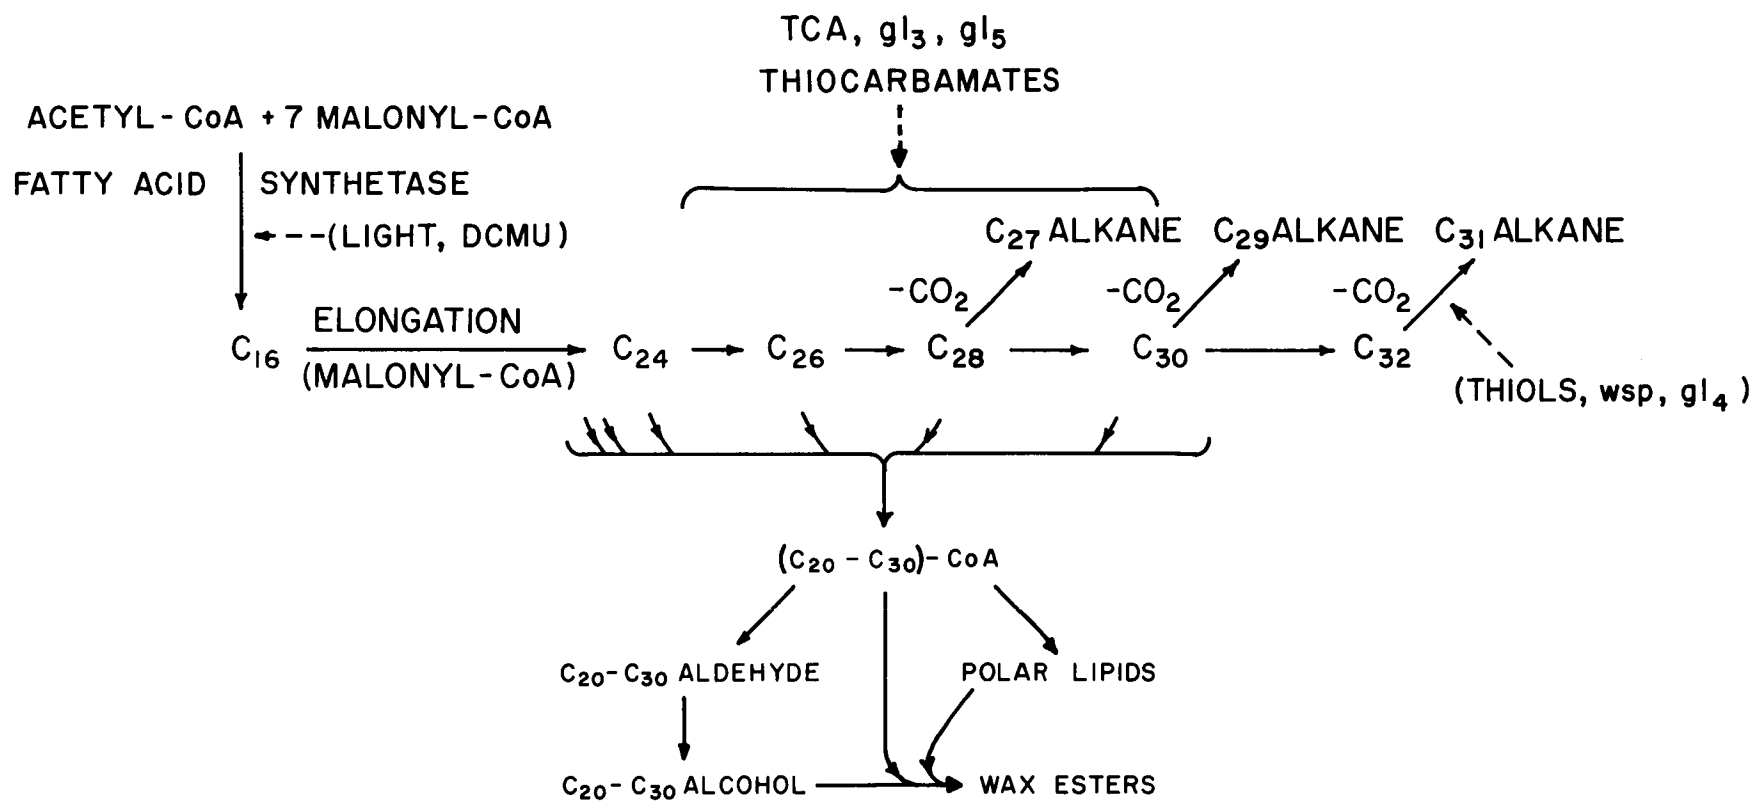 TCA, gl3, gl5
THIOCARBAMATES
ACETYL-CoA + 7 MALONYL-CoA
FATTY ACID SYNTHETASE
(LIGHT, DCMU)
C27 ALKANE C29 ALKANE C31 ALKANE
-CO2 -CO2 -CO2
ELONGATION
C16 C24 C26 C28 C30 C32
(MALONYL-CoA)
(THIOLS, wsp, gl4)
(C20 - C30)-CoA
C20-C30 ALDEHYDE POLAR LIPIDS
C20-C30 ALCOHOL WAX ESTERS